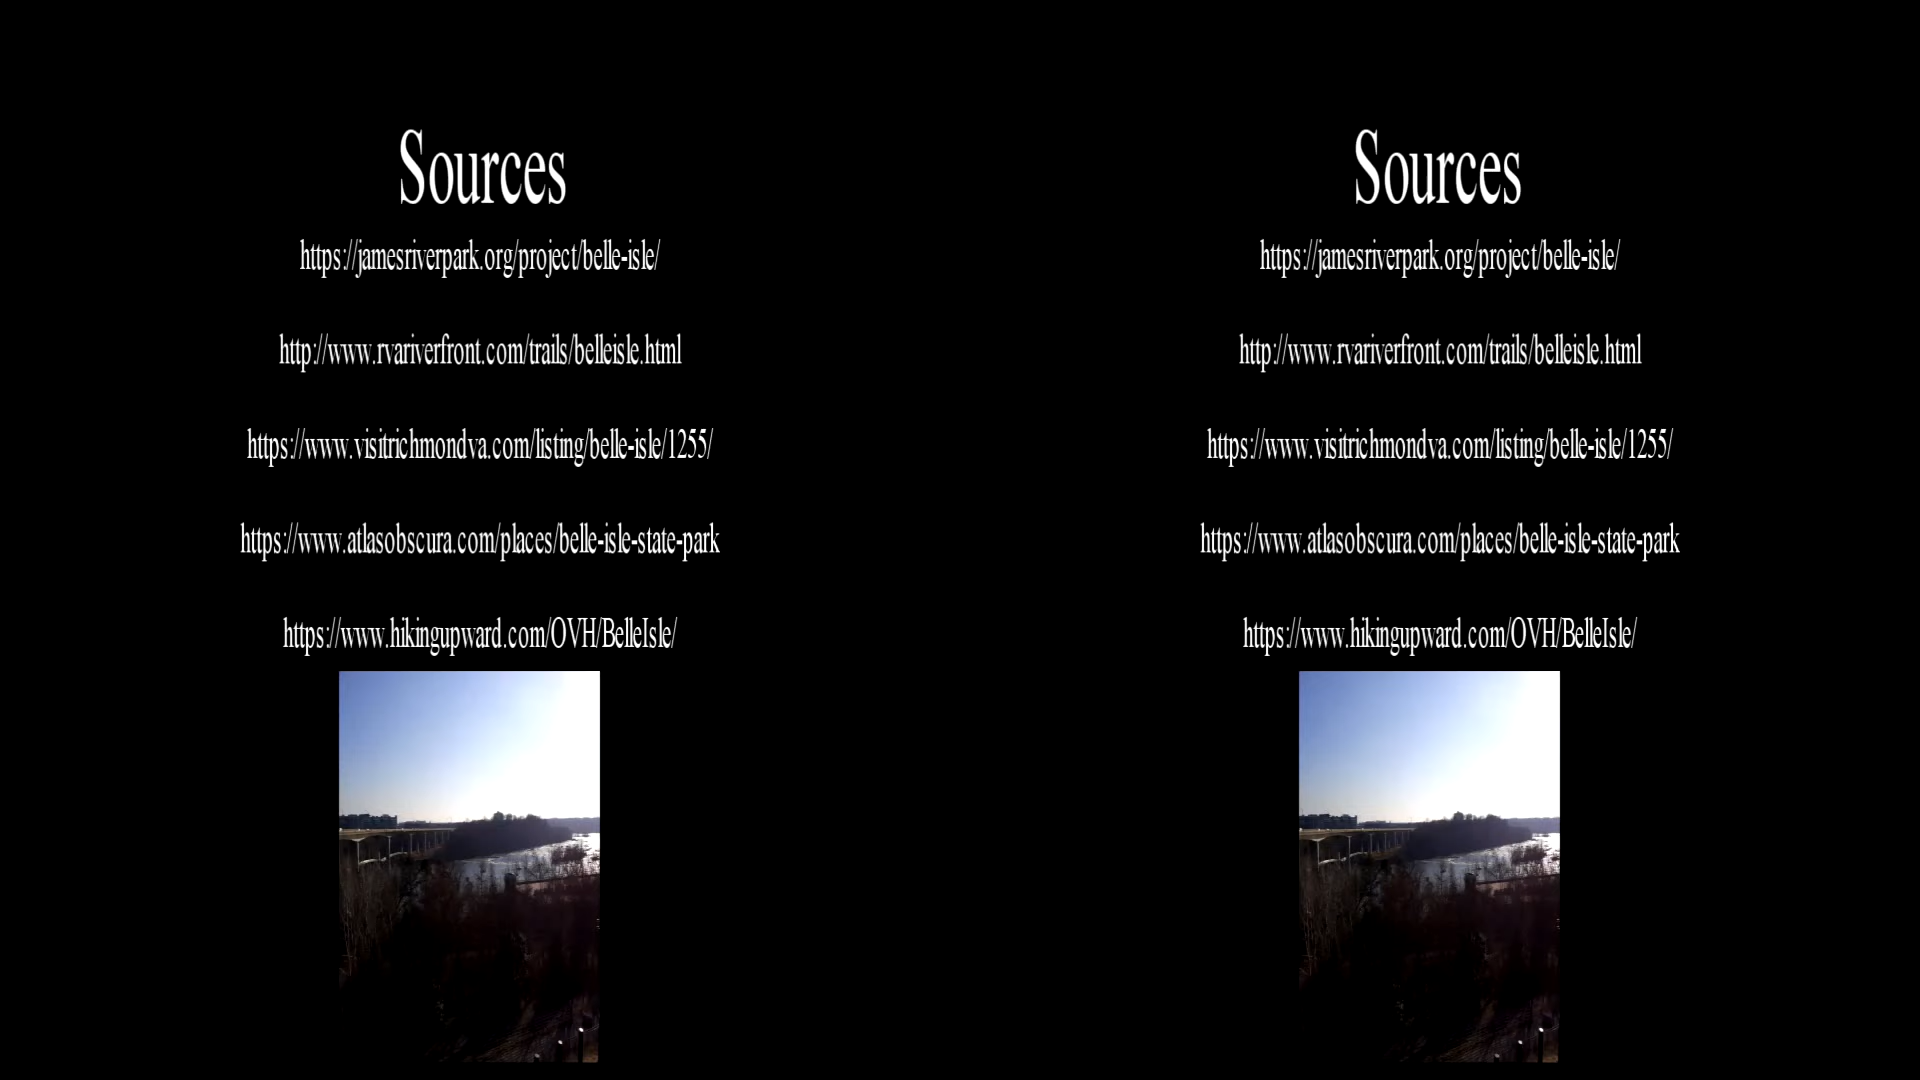 Sources
https://jamesriverpark.org/project/belle-isle/
http://www.rvariverfront.com/trails/belleisle.html
https://www.visitrichmondva.com/listing/belle-isle/1255/
https://www.atlasobscura.com/places/belle-isle-state-park
https://www.hikingupward.com/OVH/BelleIsle/
Sources
https://jamesriverpark.org/project/belle-isle/
http://www.rvariverfront.com/trails/belleisle.html
https://www.visitrichmondva.com/listing/belle-isle/1255/
https://www.atlasobscura.com/places/belle-isle-state-park
https://www.hikingupward.com/OVH/BelleIsle/